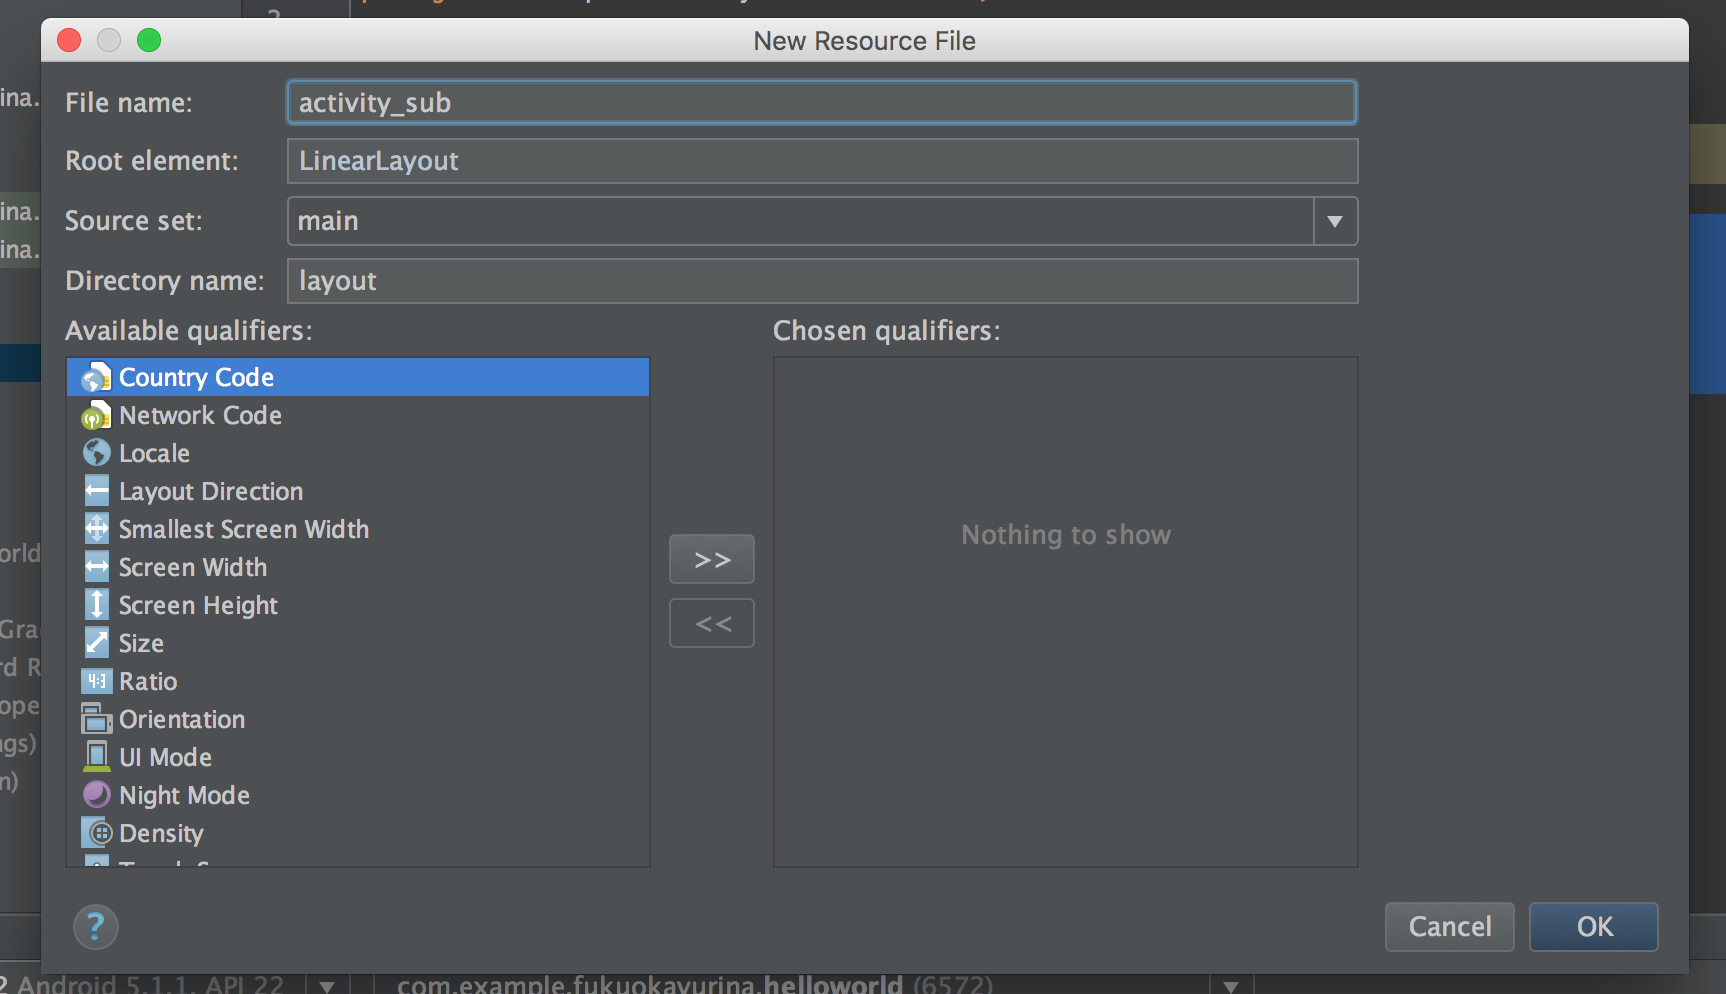 2
New Resource File
ina.
File name: activity_sub
Root element: LinearLayout
ina.
Source set: main
ina.
Directory name: layout
Available qualifiers:
Chosen qualifiers:
Country Code
Network Code
Locale
Layout Direction
Smallest Screen Width
Nothing to show
orld
>>
Screen Width
Screen Height
<<
Gra
Size
rd R
Ratio
ope
Orientation
ngs)
UI Mode
n)
Night Mode
Density
?
Cancel
OK
2 Android 5.1.1, API 22
com.example.fukuokayurina.helloworld (6572)